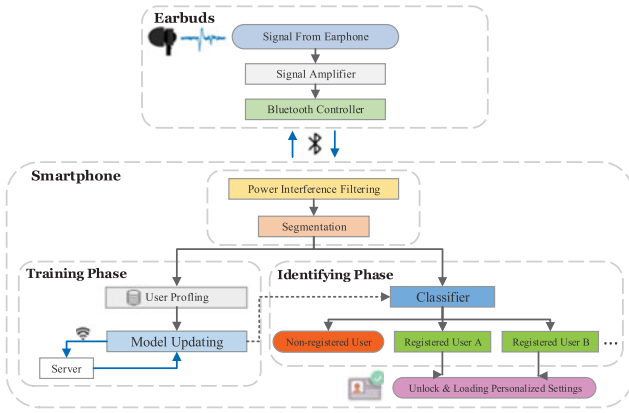 Earbuds
Signal From Earphone
Signal Amplifier
Bluetooth Controller
Smartphone
Power Interference Filtering
Segmentation
Training Phase
Identifying Phase
User Profling
Classifier
Model Updating
Non-registered User
Registered User A
Registered User B
...
Server
Unlock & Loading Personalized Settings